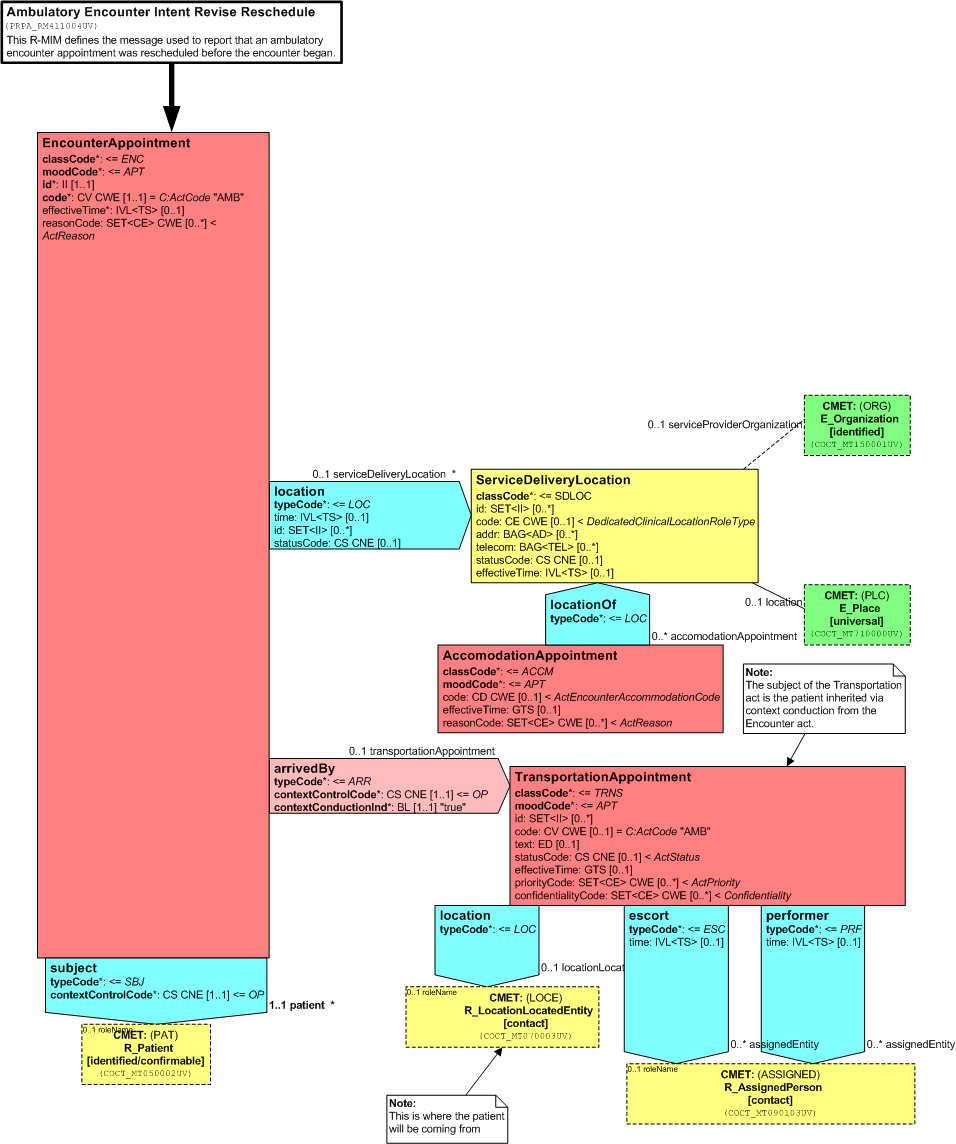 Ambulatory Encounter Intent Revise Reschedule
(PRPA_RM411004UV)
This R-MIM defines the message used to report that an ambulatory
encounter appointment was rescheduled before the encounter began.
EncounterAppointment
classCode*: <= ENC
moodCode*: <= APT
id*: II [1..1]
code*: CV CWE [1..1] = C:ActCode "AMB"
effectiveTime*: IVL<TS> [0..1]
reasonCode: SET<CE> CWE [0..*] <
ActReason
CMET: (ORG)
E_Organization
[identified]
(COCT_MT150001UV)
0..1 serviceProviderOrganization
0..1 serviceDeliveryLocation *
location
typeCode*: <= LOC
time: IVL<TS> [0..1]
id: SET<II> [0..*]
statusCode: CS CNE [0..1]
ServiceDeliveryLocation
classCode*: <= SDLOC
id: SET<II> [0..*]
code: CE CWE [0..1] < DedicatedClinicalLocationRoleType
addr: BAG<AD> [0..*]
telecom: BAG<TEL> [0..*]
statusCode: CS CNE [0..1]
effectiveTime: IVL<TS> [0..1]
0..1 location
CMET: (PLC)
E_Place
[universal]
(COCT_MT710000UV)
locationOf
typeCode*: <= LOC
0..* accomodationAppointment
AccomodationAppointment
classCode*: <= ACCM
moodCode*: <= APT
code: CD CWE [0..1] < ActEncounterAccommodationCode
effectiveTime: GTS [0..1]
reasonCode: SET<CE> CWE [0..*] < ActReason
Note:
The subject of the Transportation
act is the patient inherited via
context conduction from the
Encounter act.
0..1 transportationAppointment
arrivedBy
typeCode*: <= ARR
contextControlCode*: CS CNE [1..1] <= OP
contextConductionInd*: BL [1..1] "true"
TransportationAppointment
classCode*: <= TRNS
moodCode*: <= APT
id: SET<II> [0..*]
code: CV CWE [0..1] = C:ActCode "AMB"
text: ED [0..1]
statusCode: CS CNE [0..1] < ActStatus
effectiveTime: GTS [0..1]
priorityCode: SET<CE> CWE [0..*] < ActPriority
confidentialityCode: SET<CE> CWE [0..*] < Confidentiality
location
typeCode*: <= LOC
0..1 locationLocat
escort
typeCode*: <= ESC
time: IVL<TS> [0..1]
0..* assignedEntity
performer
typeCode*: <= PRF
time: IVL<TS> [0..1]
0..* assignedEntity
subject
typeCode*: <= SBJ
contextControlCode*: CS CNE [1..1] <= OP
1..1 patient *
0..1 roleName
CMET: (PAT)
R_Patient
[identified/confirmable]
(COCT_MT050002UV)
0..1 roleName
CMET: (LOCE)
R_LocationLocatedEntity
[contact]
(COCT_MT070003UV)
0..1 roleName
CMET: (ASSIGNED)
R_AssignedPerson
[contact]
(COCT_MT090103UV)
Note:
This is where the patient
will be coming from